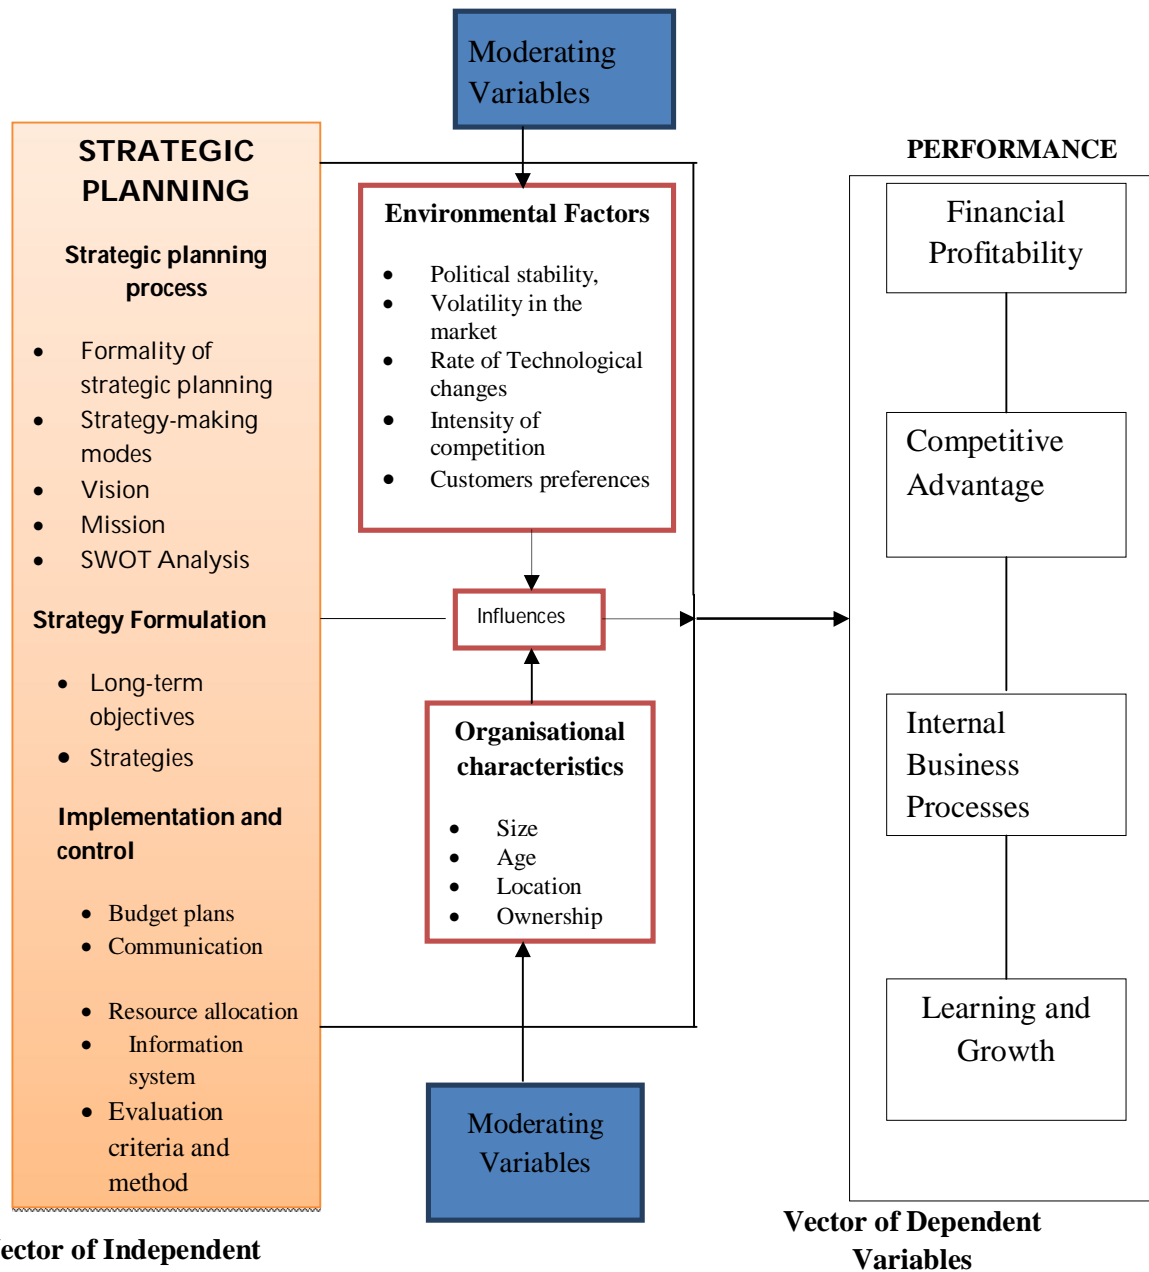 Moderating
Variables
STRATEGIC
PLANNING
Strategic planning
process
• Formality of
strategic planning
• Strategy-making
modes
• Vision
• Mission
• SWOT Analysis
Strategy Formulation
• Long-term
objectives
• Strategies
Implementation and
control
• Budget plans
• Communication
• Resource allocation
• Information
system
• Evaluation
criteria and
method
Environmental Factors
• Political stability,
• Volatility in the
market
• Rate of Technological
changes
• Intensity of
competition
• Customers preferences
Influences
Organisational
characteristics
• Size
• Age
• Location
• Ownership
Moderating
Variables
PERFORMANCE
Financial
Profitability
Competitive
Advantage
Internal
Business
Processes
Learning and
Growth
ector of Independent
Vector of Dependent
Variables